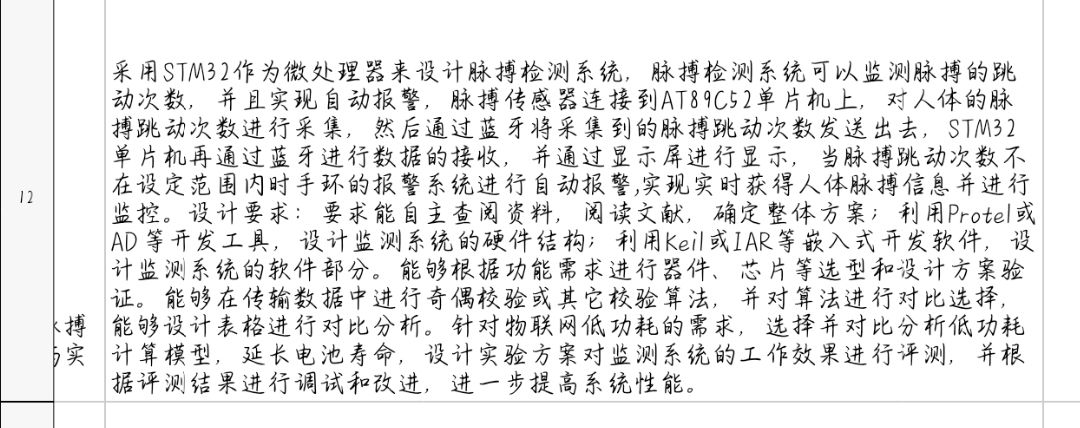 采用STM32作为微处理器来设计脉搏检测系统，脉搏检测系统可以监测脉搏的跳
动次数，并且实现自动报警，脉搏传感器连接到AT89C52单片机上，对人体的脉
搏跳动次数进行采集，然后通过蓝牙将采集到的脉搏跳动次数发送出去，STM32
单片机再通过蓝牙进行数据的接收，并通过显示屏进行显示，当脉搏跳动次数不
在设定范围内时手环的报警系统进行自动报警,实现实时获得人体脉搏信息并进行
12
监控。设计要求：要求能自主查阅资料，阅读文献，确定整体方案；利用Protel或
AD等开发工具，设计监测系统的硬件结构；利用Keil或IAR等嵌入式开发软件，设
计监测系统的软件部分。能够根据功能需求进行器件、芯片等选型和设计方案验
证。能够在传输数据中进行奇偶校验或其它校验算法，并对算法进行对比选择，
搏
能够设计表格进行对比分析。针对物联网低功耗的需求，选择并对比分析低功耗
实
计算模型，延长电池寿命，设计实验方案对监测系统的工作效果进行评测，并根
据评测结果进行调试和改进，进一步提高系统性能。